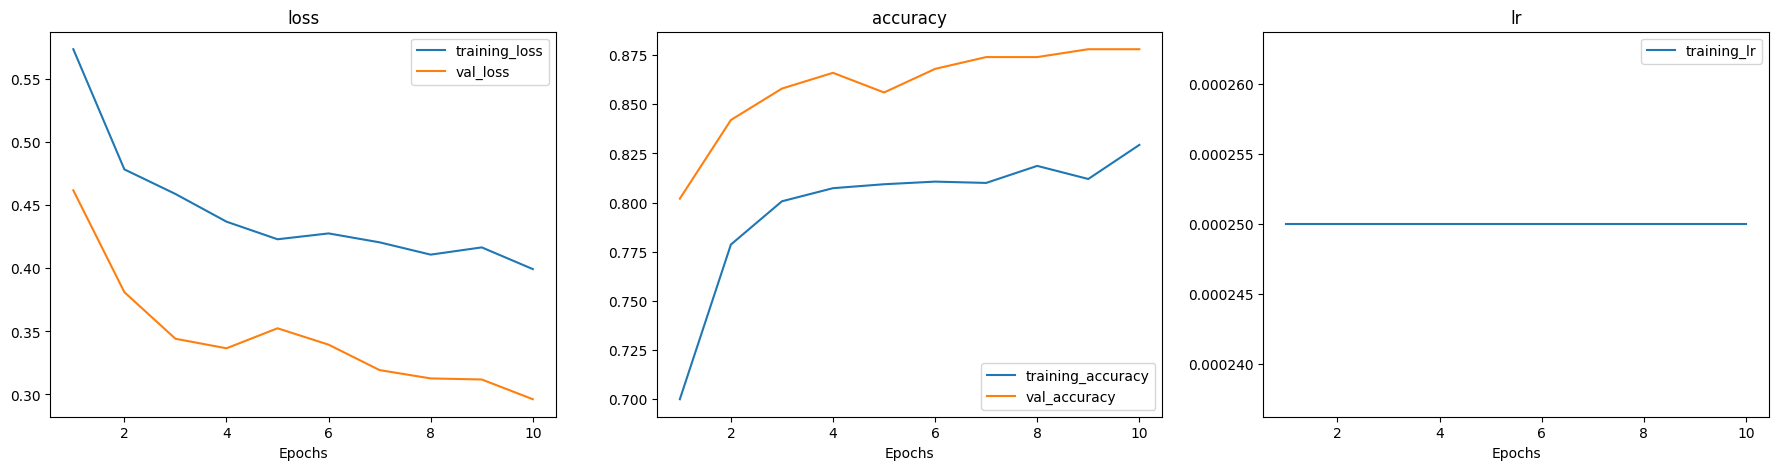 loss
training_loss
val_loss
0.55
0.50
0.45
0.40
0.35
0.30
2 4 6 8 10
Epochs
accuracy
0.875
0.850
0.825
0.800
0.775
0.750
0.725
0.700
training_accuracy
val_accuracy
2 4 6 8 10
Epochs
lr
training_lr
0.000260
0.000255
0.000250
0.000245
0.000240
2 4 6 8 10
Epochs